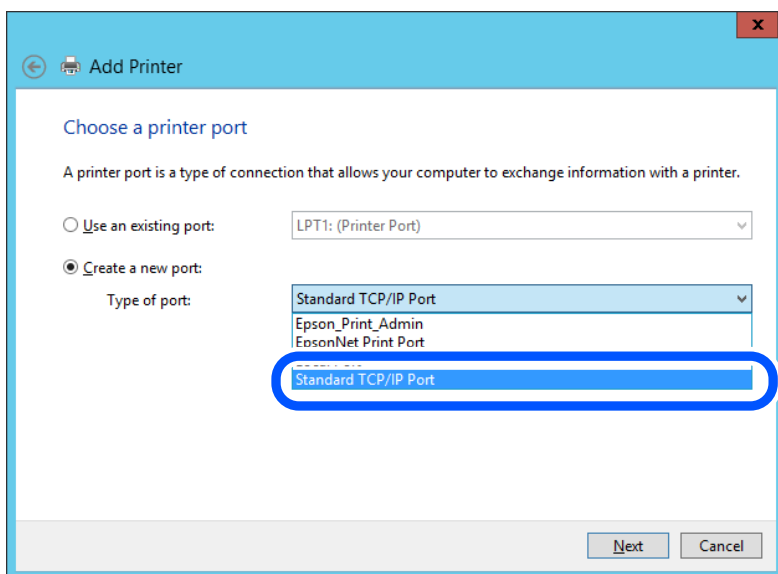 x
Add Printer
Choose a printer port
A printer port is a type of connection that allows your computer to exchange information with a printer.
Use an existing port: LPT1: (Printer Port)
Create a new port:
Type of port: Standard TCP/IP Port
Epson_Print_Admin
EpsonNet Print Port
Standard TCP/IP Port
Next Cancel